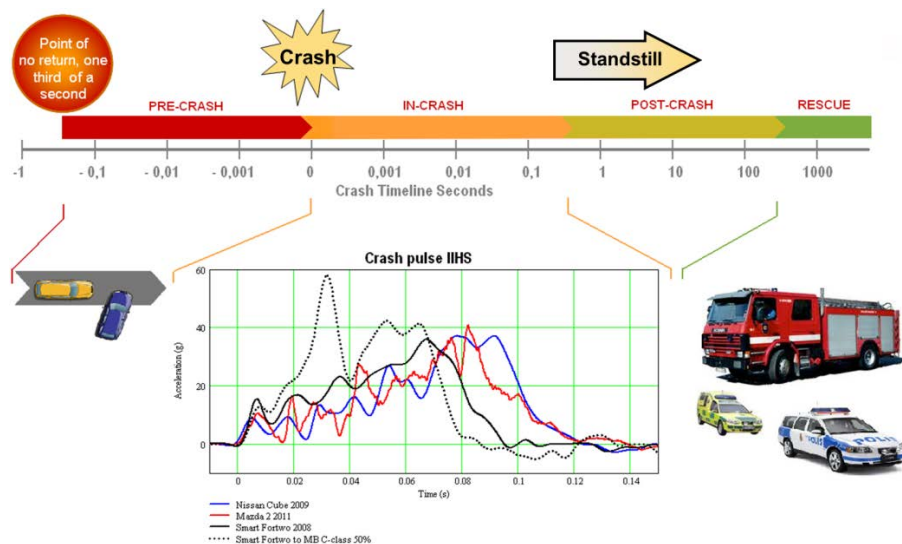 Point of
no return, one
third of a
second
Crash
Standstill
PRE-CRASH
IN-CRASH
POST-CRASH
RESCUE
-1
- 0,1
- 0,01
- 0,001
0
0,001
0,01
0,1
1
10
100
1000
Crash Timeline Seconds
Crash pulse IIHS
60
40
20
0
Acceleration (g)
0
0.02
0.04
0.06
0.08
0.1
0.12
0.14
Time (s)
Nissan Cube 2009
Mazda 2 2011
Smart Fortwo 2008
Smart Fortwo to MB C-class 50%
POLIS